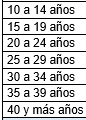 10 a 14 años
15 a 19 años
20 a 24 años
25 a 29 años
30 a 34 años
35 a 39 años
40 y más años